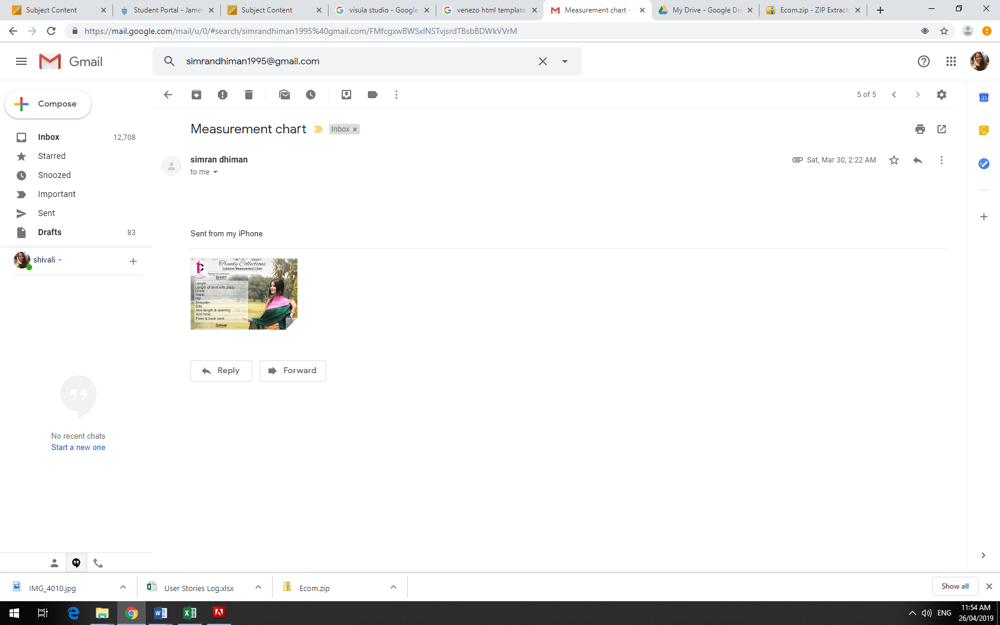 Subject Content
Student Portal - James
Subject Content
visula studio - Google
venezo html template
Measurement chart -
My Drive - Google Dri
Ecom.zip - ZIP Extract
https://mail.google.com/mail/u/0/#search/simrandhiman1995%40gmail.com/FMfcgxwBWSxlNSTvjsrdTBsbBDWkVVrM
Gmail
simrandhiman1995@gmail.com
Compose
5 of 5
31
Measurement chart
Inbox x
Inbox 12,708
Starred
Snoozed
Important
Sent
Drafts 83
simran dhiman
to me
Sat, Mar 30, 2:22 AM
shivali
Sent from my iPhone
tc
Trendy Collections
Costume Measurement Chart
Name of customer
SHIRT
Length
Length of shirt with plazo
Chest
Waist
Hip
Shoulder
Slits
Arm length & opening
Arm hole
Front & back neck
Salwar
Reply
Forward
No recent chats
Start a new one
IMG_4010.jpg
User Stories Log.xlsx
Ecom.zip
Show all
ENG
11:54 AM
26/04/2019